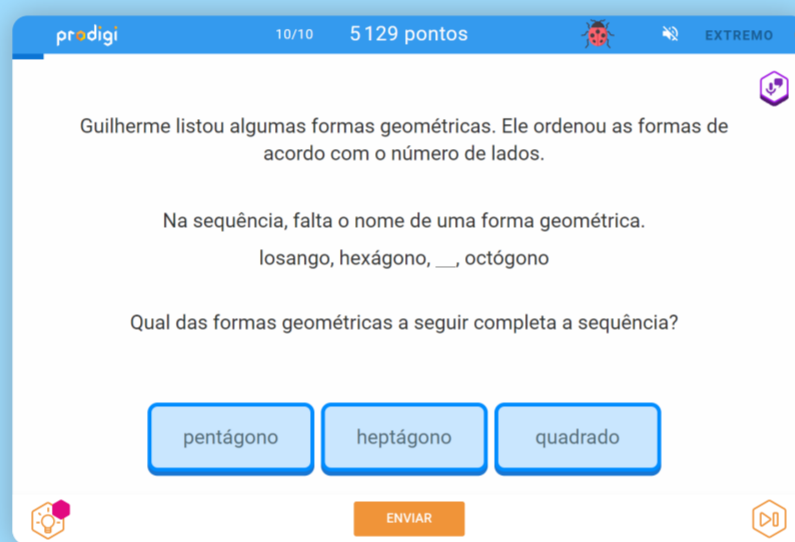 prodigi 10/10 5 129 pontos EXTREMO
Guilherme listou algumas formas geométricas. Ele ordenou as formas de
acordo com o número de lados.
Na sequência, falta o nome de uma forma geométrica.
losango, hexágono, __, octógono
Qual das formas geométricas a seguir completa a sequência?
pentágono heptágono quadrado
ENVIAR